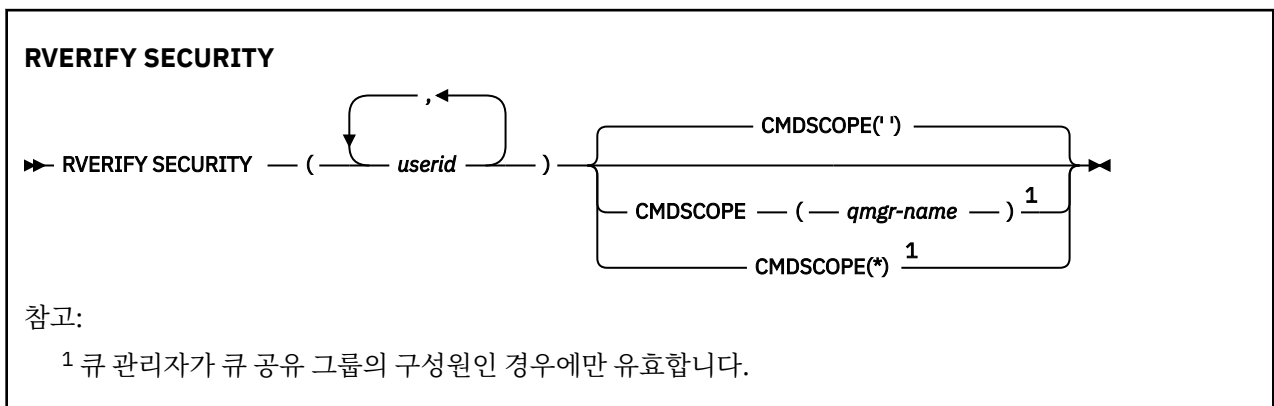 RVERIFY SECURITY
,
RVERIFY SECURITY ( userid )
CMDSCOPE(' ')
CMDSCOPE ( qmgr-name ) 1
CMDSCOPE(*) 1
참고:
1 큐 관리자가 큐 공유 그룹의 구성원인 경우에만 유효합니다.